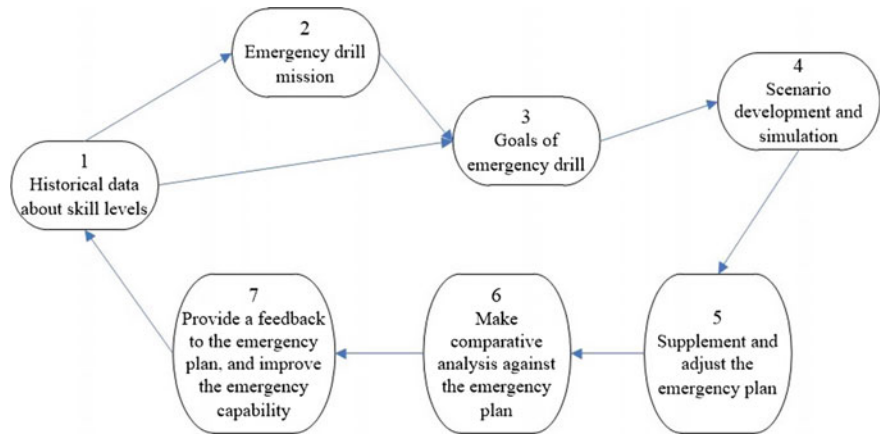 1
Historical data
about skill levels
2
Emergency drill
mission
3
Goals of
emergency drill
4
Scenario
development and
simulation
5
Supplement and
adjust the
emergency plan
6
Make
comparative
analysis against
the emergency
plan
7
Provide a feedback
to the emergency
plan, and improve
the emergency
capability